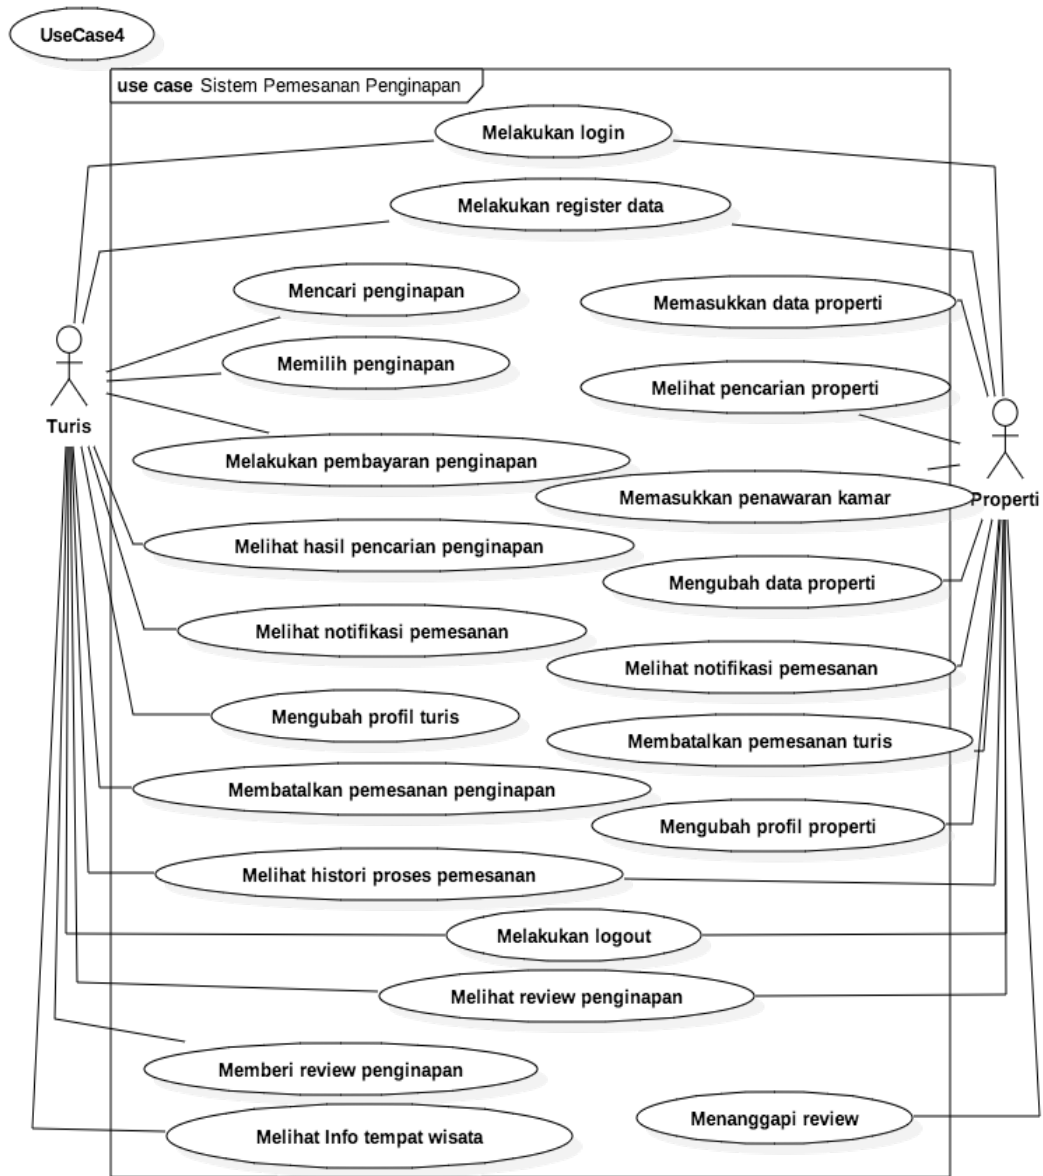 UseCase4
use case Sistem Pemesanan Penginapan
Melakukan login
Melakukan register data
Mencari penginapan
Memasukkan data properti
Memilih penginapan
Melihat pencarian properti
Turis
Melakukan pembayaran penginapan
Memasukkan penawaran kamar
Properti
Melihat hasil pencarian penginapan
Mengubah data properti
Melihat notifikasi pemesanan
Melihat notifikasi pemesanan
Mengubah profil turis
Membatalkan pemesanan turis
Membatalkan pemesanan penginapan
Mengubah profil properti
Melihat histori proses pemesanan
Melakukan logout
Melihat review penginapan
Memberi review penginapan
Menanggapi review
Melihat Info tempat wisata